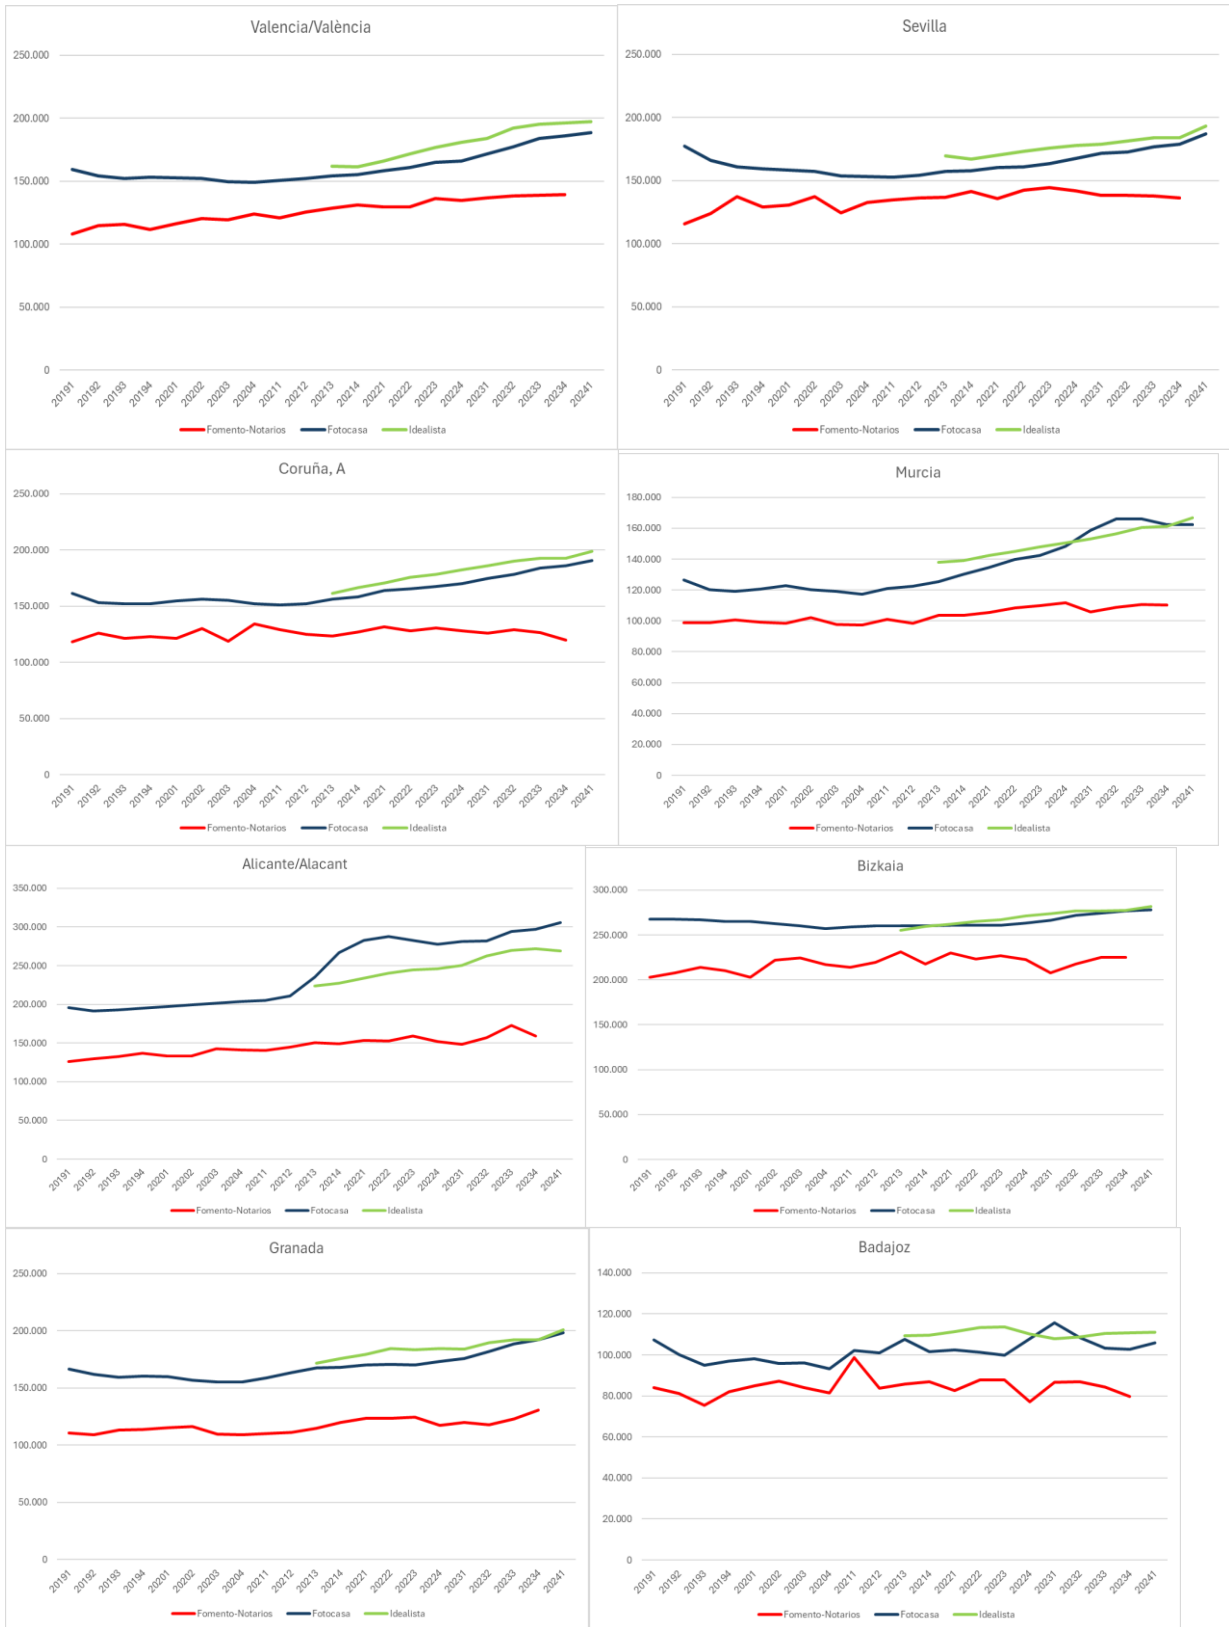 Valencia/València
250.000
200.000
150.000
100.000
50.000
0
20191 20192 20193 20194 20201 20202 20203 20204 20211 20212 20213 20214 20221 20222 20223 20224 20231 20232 20233 20234 20241
Fomento-Notarios Fotocasa Idealista
Sevilla
250.000
200.000
150.000
100.000
50.000
0
20191 20192 20193 20194 20201 20202 20203 20204 20211 20212 20213 20214 20221 20222 20223 20224 20231 20232 20233 20234 20241
Fomento-Notarios Fotocasa Idealista
Coruña, A
250.000
200.000
150.000
100.000
50.000
0
20191 20192 20193 20194 20201 20202 20203 20204 20211 20212 20213 20214 20221 20222 20223 20224 20231 20232 20233 20234 20241
Fomento-Notarios Fotocasa Idealista
Murcia
180.000
160.000
140.000
120.000
100.000
80.000
60.000
40.000
20.000
0
20191 20192 20193 20194 20201 20202 20203 20204 20211 20212 20213 20214 20221 20222 20223 20224 20231 20232 20233 20234 20241
Fomento-Notarios Fotocasa Idealista
Alicante/Alacant
350.000
300.000
250.000
200.000
150.000
100.000
50.000
0
20191 20192 20193 20194 20201 20202 20203 20204 20211 20212 20213 20214 20221 20222 20223 20224 20231 20232 20233 20234 20241
Fomento-Notarios Fotocasa Idealista
Bizkaia
300.000
250.000
200.000
150.000
100.000
50.000
0
20191 20192 20193 20194 20201 20202 20203 20204 20211 20212 20213 20214 20221 20222 20223 20224 20231 20232 20233 20234 20241
Fomento-Notarios Fotocasa Idealista
Granada
250.000
200.000
150.000
100.000
50.000
0
20191 20192 20193 20194 20201 20202 20203 20204 20211 20212 20213 20214 20221 20222 20223 20224 20231 20232 20233 20234 20241
Fomento-Notarios Fotocasa Idealista
Badajoz
140.000
120.000
100.000
80.000
60.000
40.000
20.000
0
20191 20192 20193 20194 20201 20202 20203 20204 20211 20212 20213 20214 20221 20222 20223 20224 20231 20232 20233 20234 20241
Fomento-Notarios Fotocasa Idealista